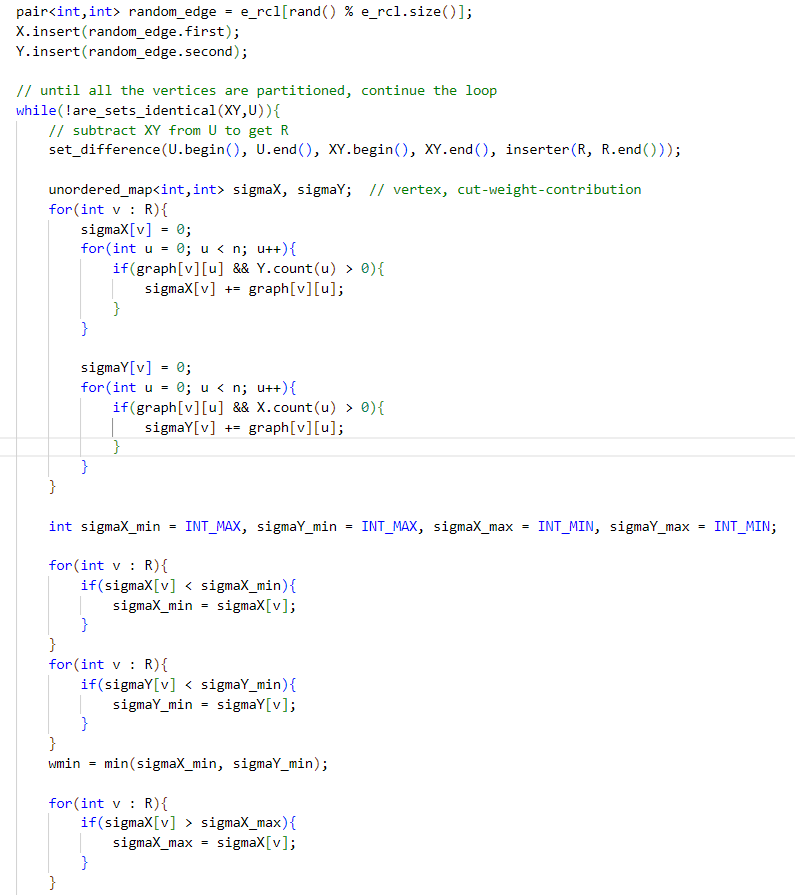 pair<int,int> random_edge = e_rcl[rand() % e_rcl.size()];
X.insert(random_edge.first);
Y.insert(random_edge.second);

// until all the vertices are partitioned, continue the loop
while(!are_sets_identical(XY,U)){
    // subtract XY from U to get R
    set_difference(U.begin(), U.end(), XY.begin(), XY.end(), inserter(R, R.end()));

    unordered_map<int,int> sigmaX, sigmaY;  // vertex, cut-weight-contribution
    for(int v : R){
        sigmaX[v] = 0;
        for(int u = 0; u < n; u++){
            if(graph[v][u] && Y.count(u) > 0){
                sigmaX[v] += graph[v][u];
            }
        }

        sigmaY[v] = 0;
        for(int u = 0; u < n; u++){
            if(graph[v][u] && X.count(u) > 0){
                sigmaY[v] += graph[v][u];
            }
        }
    }

    int sigmaX_min = INT_MAX, sigmaY_min = INT_MAX, sigmaX_max = INT_MIN, sigmaY_max = INT_MIN;

    for(int v : R){
        if(sigmaX[v] < sigmaX_min){
            sigmaX_min = sigmaX[v];
        }
    }
    for(int v : R){
        if(sigmaY[v] < sigmaY_min){
            sigmaY_min = sigmaY[v];
        }
    }
    wmin = min(sigmaX_min, sigmaY_min);

    for(int v : R){
        if(sigmaX[v] > sigmaX_max){
            sigmaX_max = sigmaX[v];
        }
    }